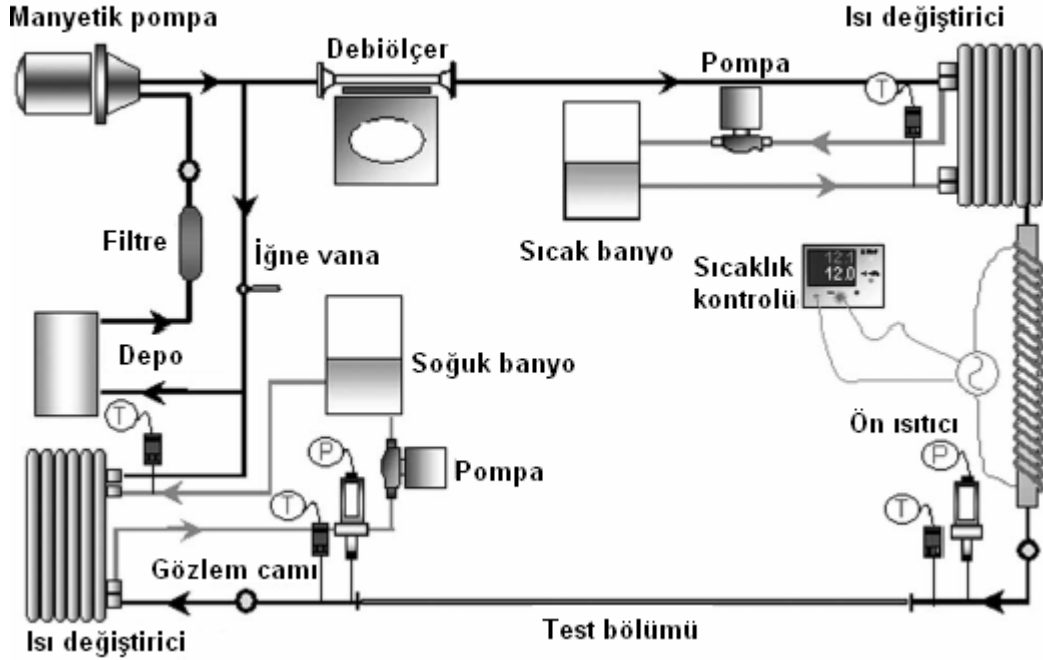 Manyetik pompa
Isı değiştirici
Debiölçer
Pompa
T
Filtre
İğne vana
Sıcak banyo
Sıcaklık
kontrolü
12.1
12.0
Depo
Soğuk banyo
Ön ısıtıcı
T
P
Pompa
P
T
T
Gözlem camı
Test bölümü
Isı değiştirici